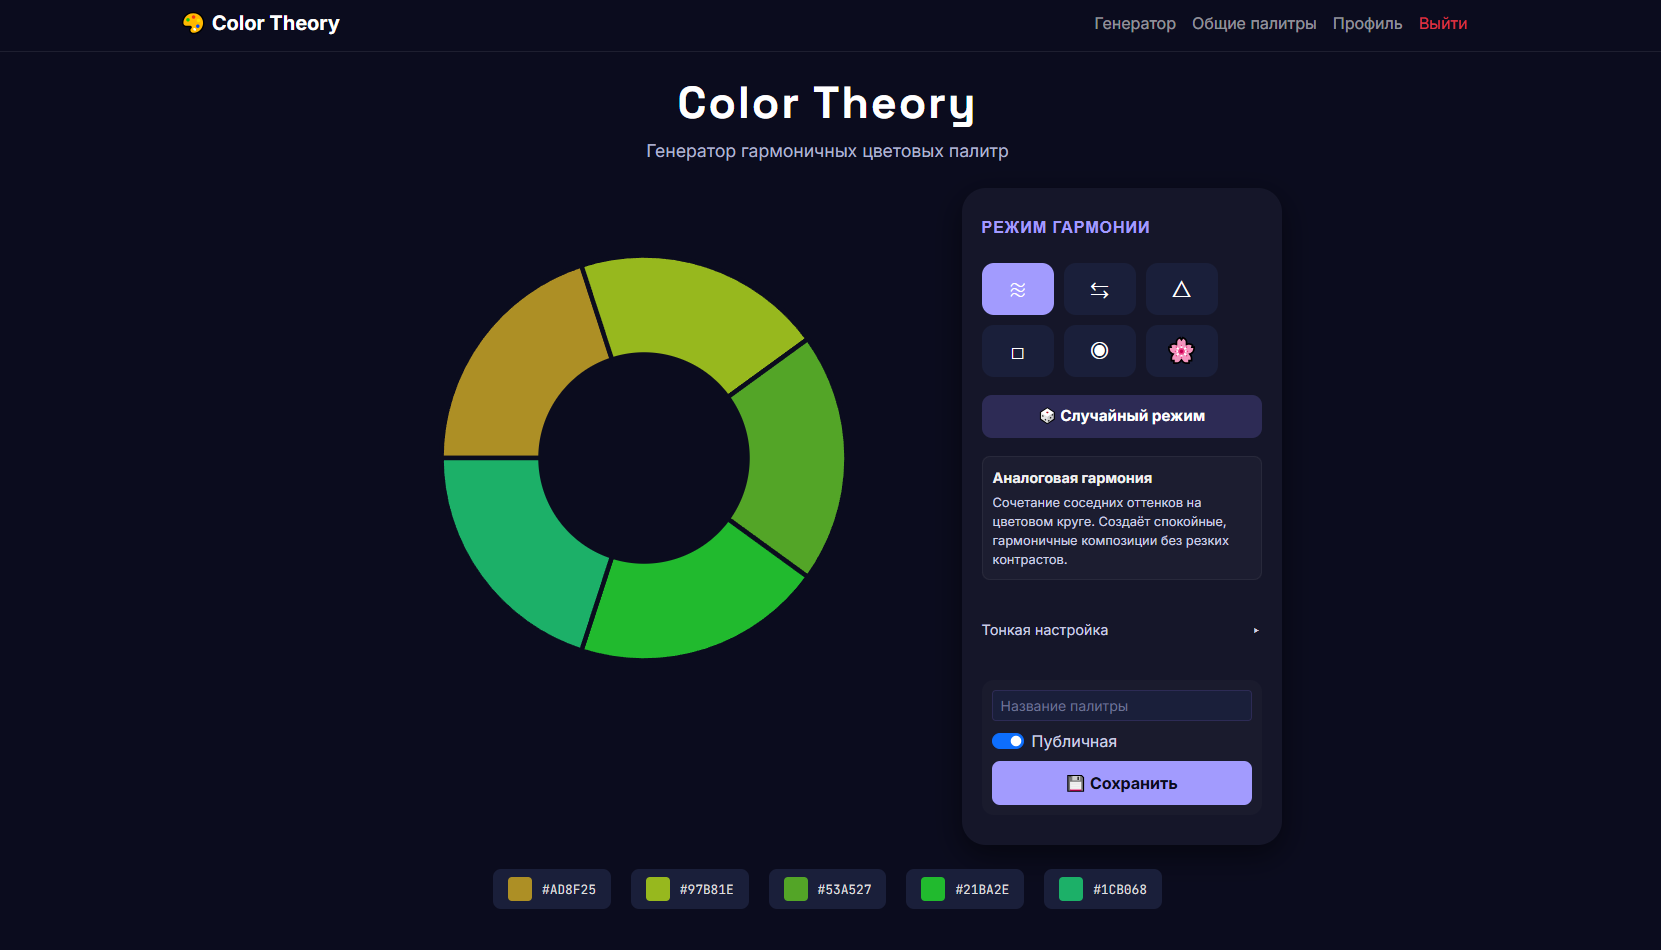 Color Theory
Генератор Общие палитры Профиль Выйти
Color Theory
Генератор гармоничных цветовых палитр
РЕЖИМ ГАРМОНИИ
Случайный режим
Аналоговая гармония
Сочетание соседних оттенков на
цветовом круге. Создаёт спокойные,
гармоничные композиции без резких
контрастов.
Тонкая настройка
Название палитры
Публичная
Сохранить
#AD8F25 #97B81E #53A527 #21BA2E #1CB068